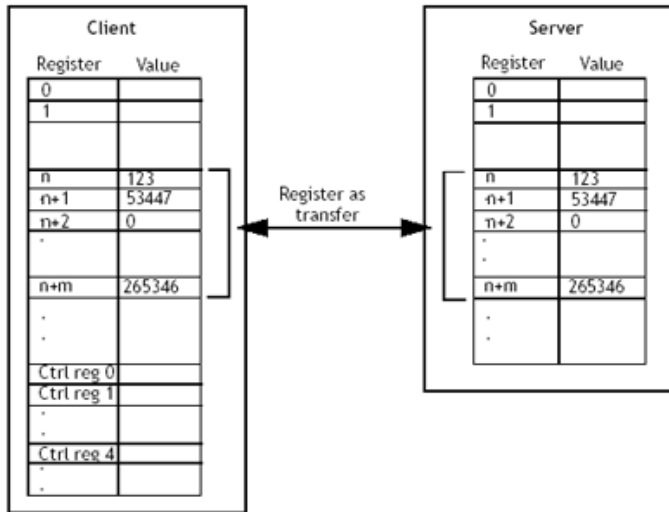 Client
Register Value
0
1
n 123
n+1 53447
n+2 0
.
n+m 265346
.
.
Ctrl reg 0
Ctrl reg 1
.
.
Ctrl reg 4
.
.
Register as
transfer
Server
Register Value
0
1
n 123
n+1 53447
n+2 0
.
.
n+m 265346
.
.